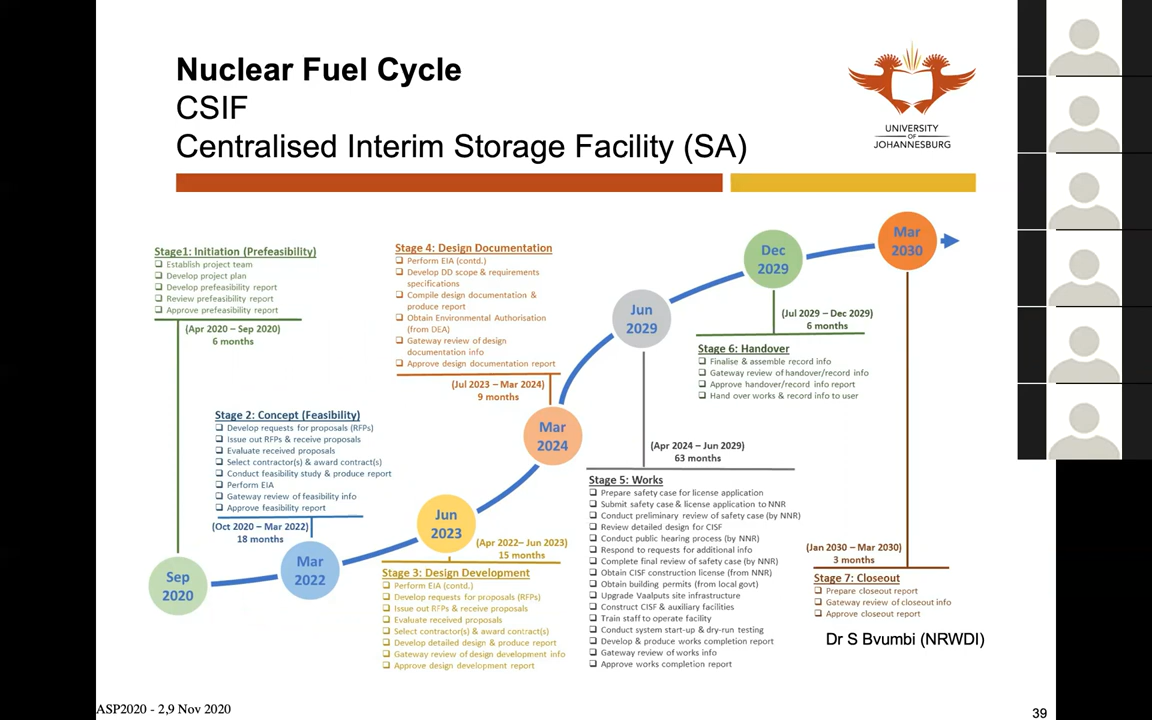 Nuclear Fuel Cycle
CSIF
Centralised Interim Storage Facility (SA)
UNIVERSITY
OF
JOHANNESBURG
Stage1: Initiation (Prefeasibility)
❑ Establish project team
❑ Develop project plan
❑ Develop prefeasibility report
❑ Review prefeasibility report
❑ Approve prefeasibility report
(Apr 2020 – Sep 2020)
6 months
Sep
2020
Stage 2: Concept (Feasibility)
❑ Develop requests for proposals (RFPs)
❑ Issue out RFPs & receive proposals
❑ Evaluate received proposals
❑ Select contractor(s) & award contract(s)
❑ Conduct feasibility study & produce report
❑ Perform EIA
❑ Gateway review of feasibility info
❑ Approve feasibility report
(Oct 2020 – Mar 2022)
18 months
Mar
2022
Jun
2023
(Apr 2022– Jun 2023)
15 months
Stage 3: Design Development
❑ Perform EIA (contd.)
❑ Develop requests for proposals (RFPs)
❑ Issue out RFPs & receive proposals
❑ Evaluate received proposals
❑ Select contractor(s) & award contract(s)
❑ Develop detailed design & produce report
❑ Gateway review of design development info
❑ Approve design development report
Stage 4: Design Documentation
❑ Perform EIA (contd.)
❑ Develop DD scope & requirements
specifications
❑ Compile design documentation &
produce report
❑ Obtain Environmental Authorisation
(from DEA)
❑ Gateway review of design
documentation info
❑ Approve design documentation report
(Jul 2023 – Mar 2024)
9 months
Mar
2024
Jun
2029
(Apr 2024 – Jun 2029)
63 months
Stage 5: Works
❑ Prepare safety case for license application
❑ Submit safety case & license application to NNR
❑ Conduct preliminary review of safety case (by NNR)
❑ Review detailed design for CISF
❑ Conduct public hearing process (by NNR)
❑ Respond to requests for additional info
❑ Complete final review of safety case (by NNR)
❑ Obtain CISF construction license (from NNR)
❑ Obtain building permits (from local govt)
❑ Upgrade Vaalputs site infrastructure
❑ Construct CISF & auxiliary facilities
❑ Train staff to operate facility
❑ Conduct system start-up & dry-run testing
❑ Develop & produce works completion report
❑ Gateway review of works info
❑ Approve works completion report
Dec
2029
(Jul 2029 – Dec 2029)
6 months
Stage 6: Handover
❑ Finalise & assemble record info
❑ Gateway review of handover/record info
❑ Approve handover/record info report
❑ Hand over works & record info to user
Mar
2030
(Jan 2030 – Mar 2030)
3 months
Stage 7: Closeout
❑ Prepare closeout report
❑ Gateway review of closeout info
❑ Approve closeout report
Dr S Bvumbi (NRWDI)
ASP2020 - 2,9 Nov 2020
39